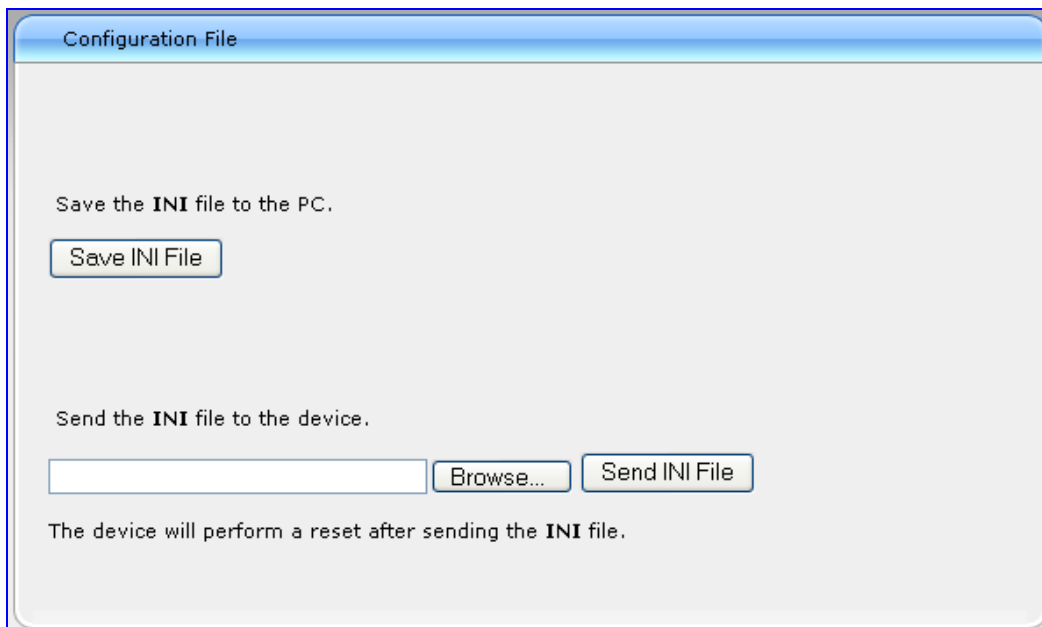 Configuration File
Save the INI file to the PC.
Save INI File
Send the INI file to the device.
Browse... Send INI File
The device will perform a reset after sending the INI file.